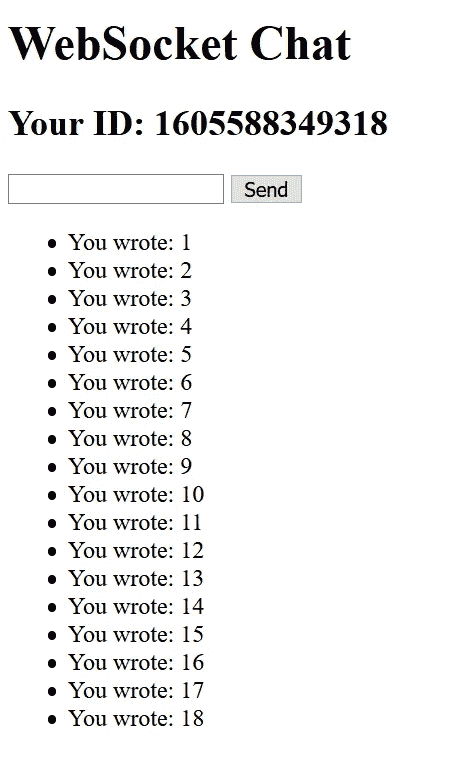 WebSocket Chat
Your ID: 1605588349318
Send
You wrote: 1
You wrote: 2
You wrote: 3
You wrote: 4
You wrote: 5
You wrote: 6
You wrote: 7
You wrote: 8
You wrote: 9
You wrote: 10
You wrote: 11
You wrote: 12
You wrote: 13
You wrote: 14
You wrote: 15
You wrote: 16
You wrote: 17
You wrote: 18